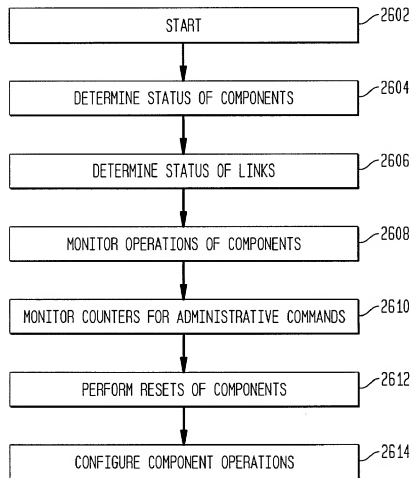 START
2602
DETERMINE STATUS OF COMPONENTS
2604
DETERMINE STATUS OF LINKS
2606
MONITOR OPERATIONS OF COMPONENTS
2608
MONITOR COUNTERS FOR ADMINISTRATIVE COMMANDS
2610
PERFORM RESETS OF COMPONENTS
2612
CONFIGURE COMPONENT OPERATIONS
2614